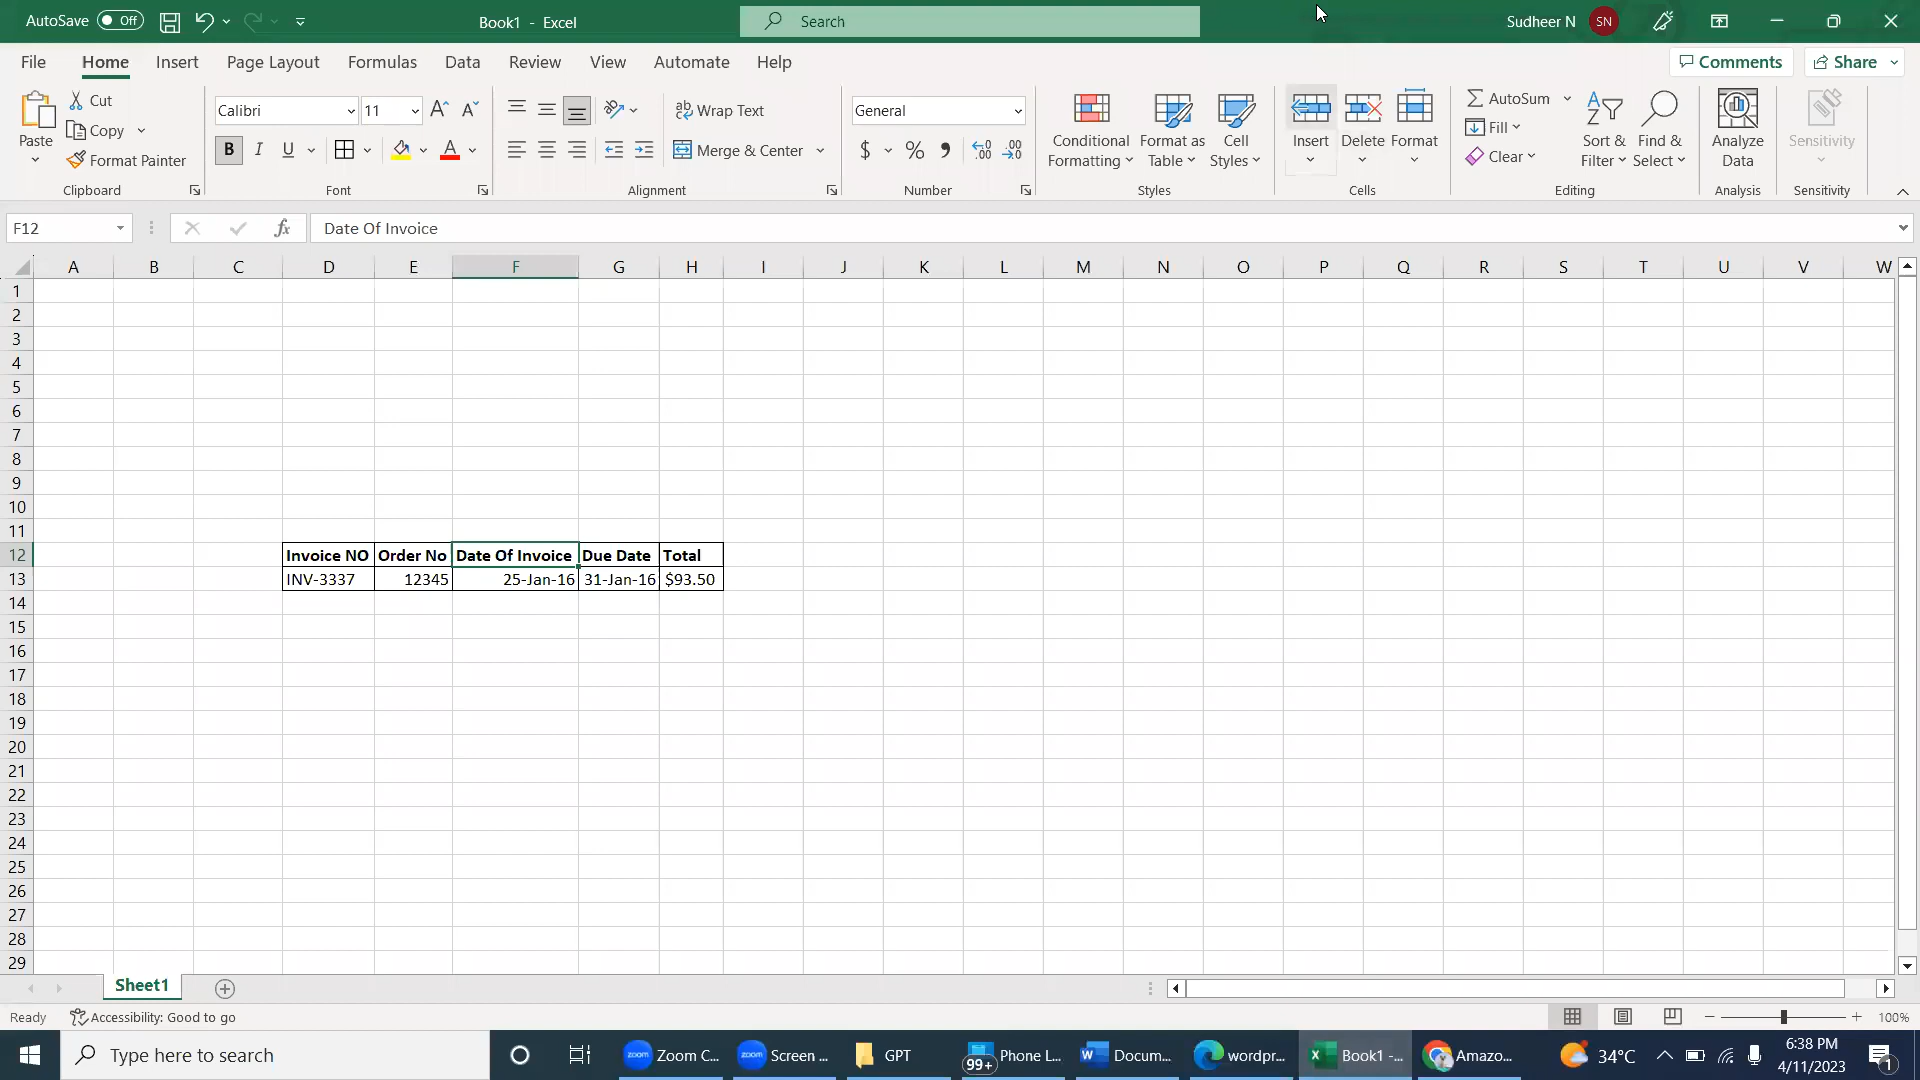 AutoSave Off Book1 - Excel Search Sudheer N SN
File Home Insert Page Layout Formulas Data Review View Automate Help Comments Share
Paste Cut Copy Format Painter Clipboard
Calibri 11 B I U A A A Font
Wrap Text Merge & Center Alignment
General $ % Number
Conditional Formatting Format as Table Cell Styles Styles
Insert Delete Format Cells
AutoSum Fill Clear Sort & Filter Find & Select Editing
Analyze Data Analysis
Sensitivity Sensitivity
F12 fx Date Of Invoice
A B C D E F G H I J K L M N O P Q R S T U V W
1
2
3
4
5
6
7
8
9
10
11
12 Invoice NO Order No Date Of Invoice Due Date Total
13 INV-3337 12345 25-Jan-16 31-Jan-16 $93.50
14
15
16
17
18
19
20
21
22
23
24
25
26
27
28
29
Sheet1
Ready Accessibility: Good to go 100%
Type here to search zoom Zoom C... zoom Screen ... GPT 99+ Phone L... Docum... wordpr... Book1 -... Amazo... 34°C 6:38 PM
4/11/2023 1